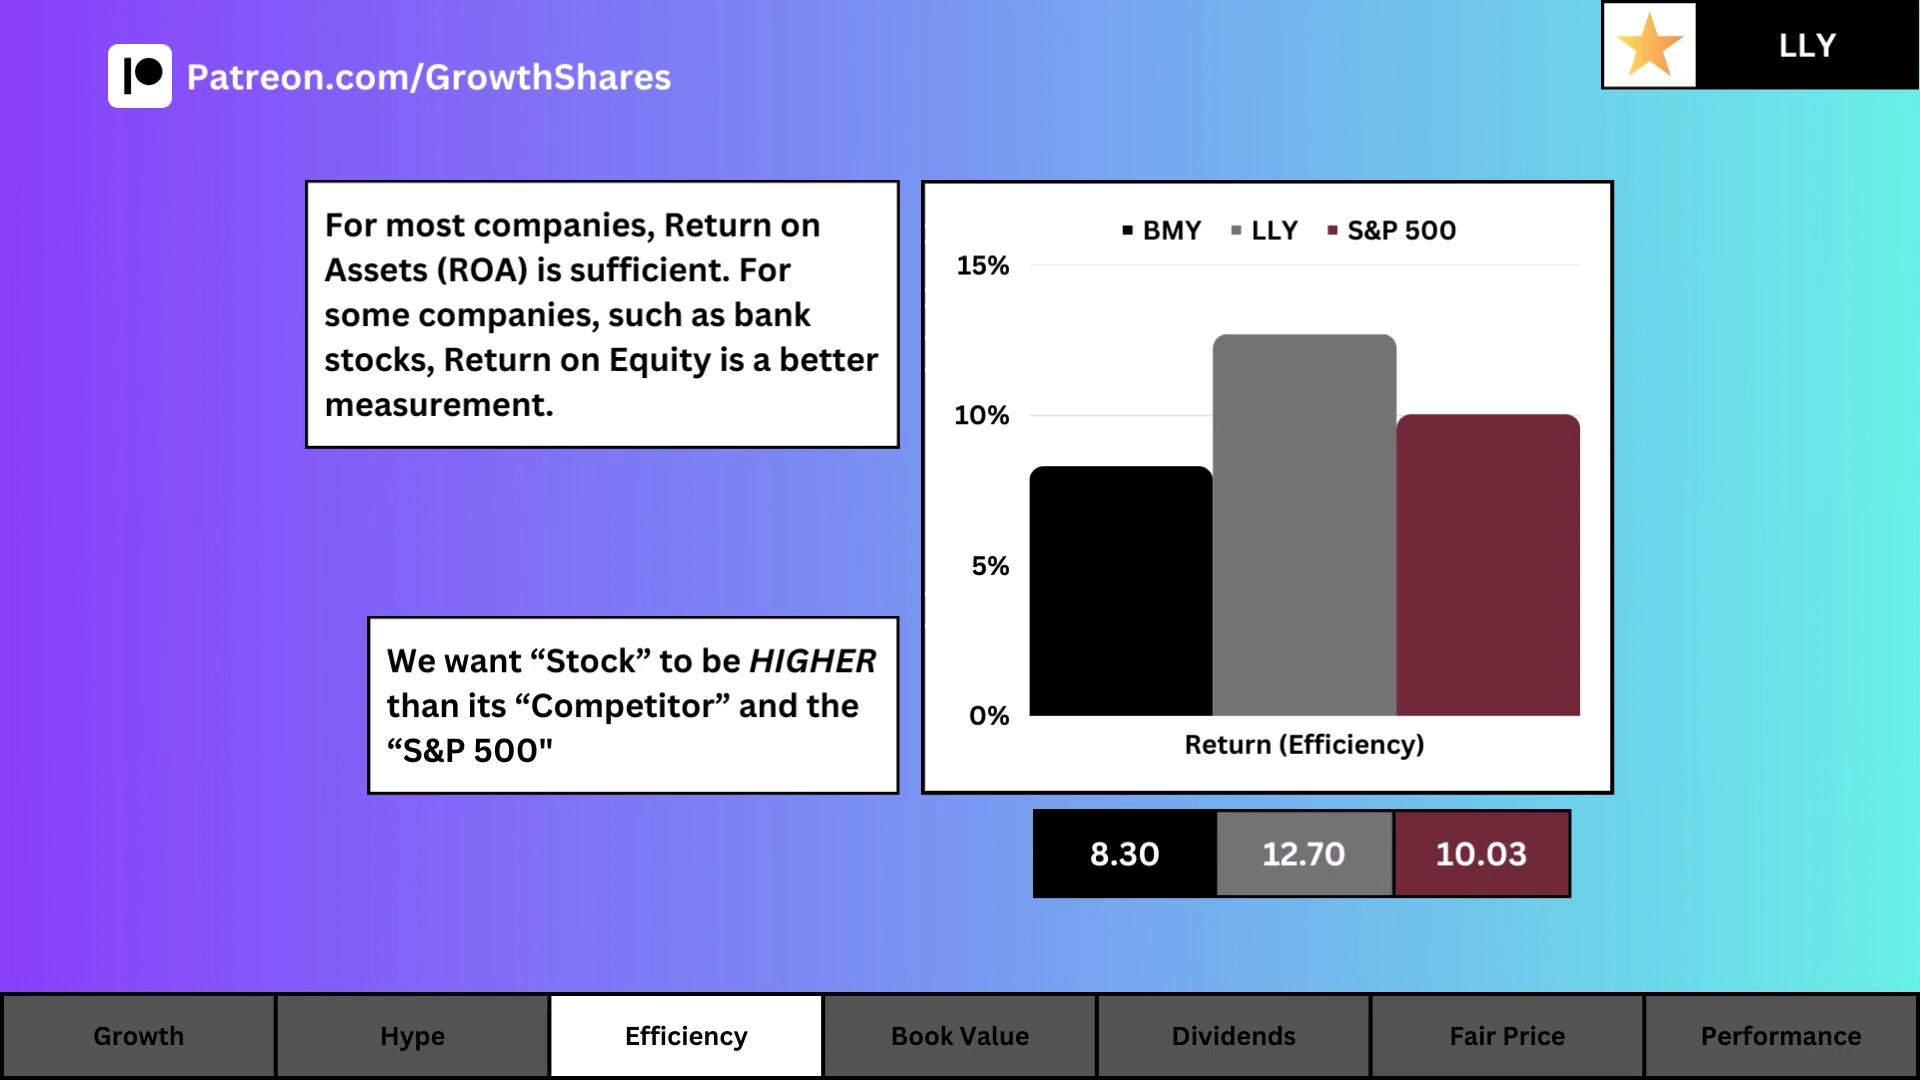 Patreon.com/GrowthShares
LLY
For most companies, Return on
Assets (ROA) is sufficient. For
some companies, such as bank
stocks, Return on Equity is a better
measurement.
We want “Stock” to be HIGHER
than its “Competitor” and the
“S&P 500"
BMY LLY S&P 500
15%
10%
5%
0%
Return (Efficiency)
8.30 12.70 10.03
Growth Hype Efficiency Book Value Dividends Fair Price Performance